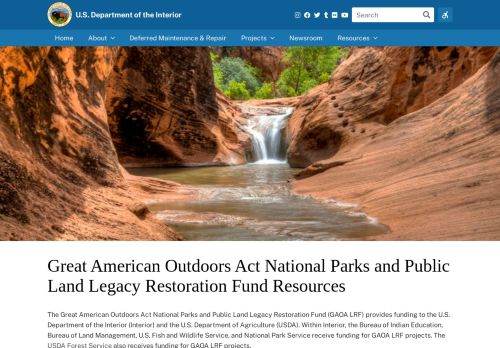 U.S. Department of the Interior
Search
Home About Deferred Maintenance & Repair Projects Newsroom Resources
Great American Outdoors Act National Parks and Public
Land Legacy Restoration Fund Resources
The Great American Outdoors Act National Parks and Public Land Legacy Restoration Fund (GAOA LRF) provides funding to the U.S.
Department of the Interior (Interior) and the U.S. Department of Agriculture (USDA). Within Interior, the Bureau of Indian Education,
Bureau of Land Management, U.S. Fish and Wildlife Service, and National Park Service receive funding for GAOA LRF projects. The
USDA Forest Service also receives funding for GAOA LRF projects.